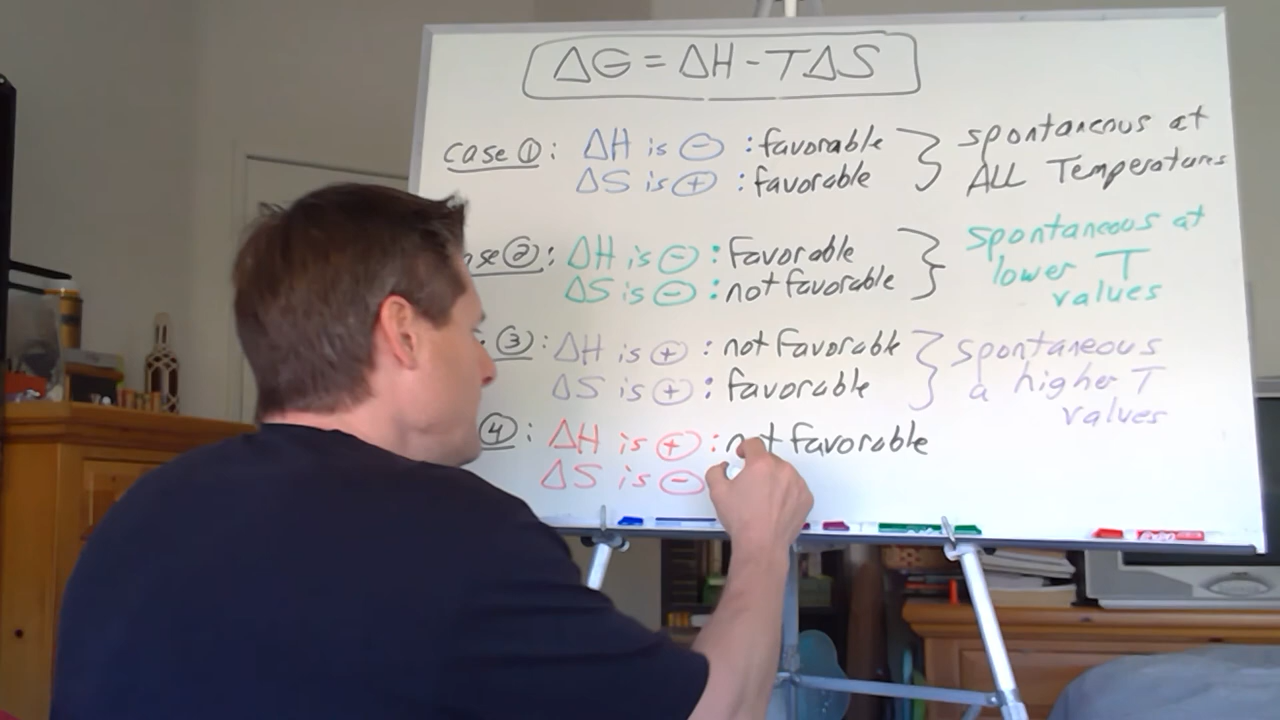 ΔG = ΔH - TΔS
case ①: ΔH is ⊖ : favorable
ΔS is ⊕ : favorable
spontaneous at
ALL Temperatures
②: ΔH is ⊖ : Favorable
ΔS is ⊖ : not favorable
spontaneous at
lower T
values
③: ΔH is ⊕ : not favorable
ΔS is ⊕ : favorable
spontaneous
a higher T
values
④: ΔH is ⊕ : not favorable
ΔS is ⊖